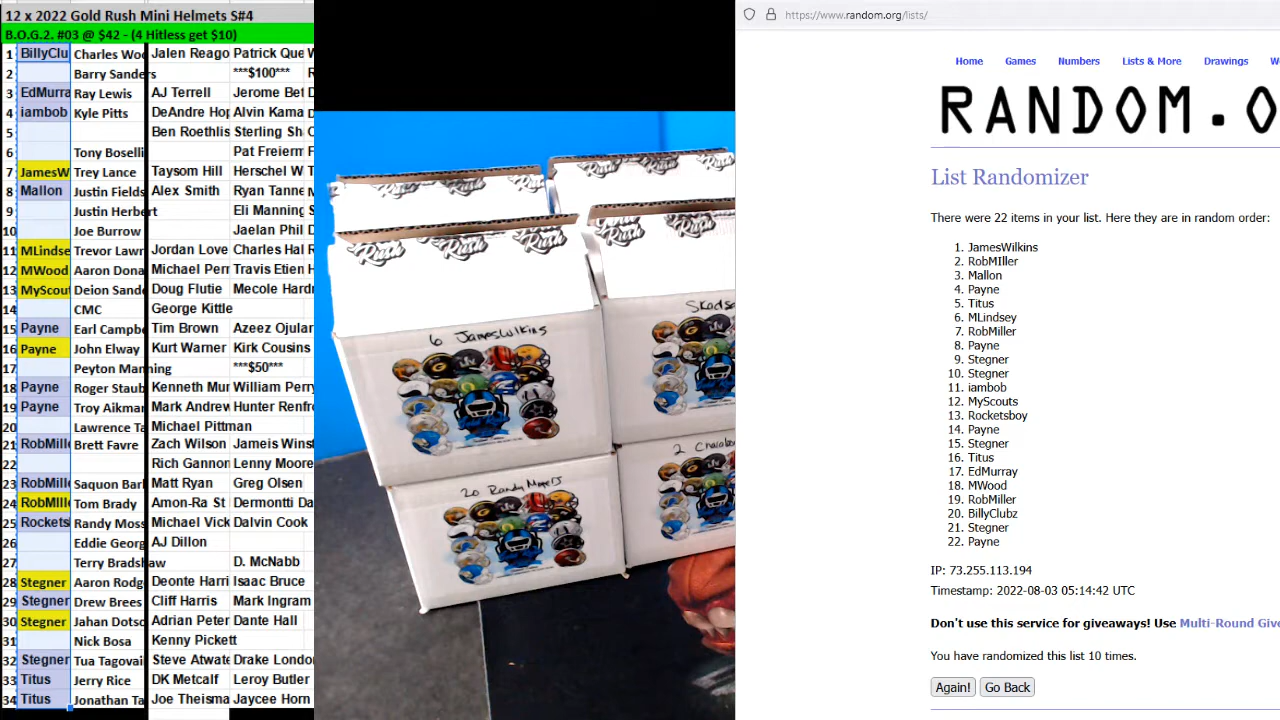 12 x 2022 Gold Rush Mini Helmets S#4
B.O.G.2. #03 @ $42 - (4 Hitless get $10)
1 BillyClu Charles Woo Jalen Reago Patrick Que
2 Barry Sanders ***$100***
3 EdMurra Ray Lewis AJ Terrell Jerome Bet
4 iambob Kyle Pitts DeAndre Hop Alvin Kama
5 Ben Roethlis Sterling Sh
6 Tony Boselli Pat Freierm
7 JamesW Trey Lance Taysom Hill Herschel W
8 Mallon Justin Fields Alex Smith Ryan Tanne
9 Justin Herbert Eli Manning
10 Joe Burrow Jaelan Phil
11 MLindse Trevor Lawr Jordan Love Charles Hal
12 MWood Aaron Dona Michael Perr Travis Etien
13 MyScout Deion Sande Doug Flutie Mecole Hard
14 CMC George Kittle
15 Payne Earl Campbe Tim Brown Azeez Ojular
16 Payne John Elway Kurt Warner Kirk Cousins
17 Peyton Manning ***$50***
18 Payne Roger Staub Kenneth Mur William Perry
19 Payne Troy Aikman Mark Andrew Hunter Renfr
20 Lawrence Ta Michael Pittman
21 RobMille Brett Favre Zach Wilson Jameis Winst
22 Rich Gannon Lenny Moore
23 RobMille Saquon Bar Matt Ryan Greg Olsen
24 RobMille Tom Brady Amon-Ra St Dermontti Da
25 Rockets Randy Moss Michael Vick Dalvin Cook
26 Eddie Georg AJ Dillon
27 Terry Bradshaw D. McNabb
28 Stegner Aaron Rodg Deonte Harri Isaac Bruce
29 Stegner Drew Brees Cliff Harris Mark Ingram
30 Stegner Jahan Dotso Adrian Peter Dante Hall
31 Nick Bosa Kenny Pickett
32 Stegner Tua Tagovail Steve Atwate Drake Londo
33 Titus Jerry Rice DK Metcalf Leroy Butler
34 Titus Jonathan Ta Joe Theisma Jaycee Horn
Rush Rush Rush
6 JamesWilkins
20 Randy Mopers
2
https://www.random.org/lists/
Home Games Numbers Lists & More Drawings
RANDOM.O
List Randomizer
There were 22 items in your list. Here they are in random order:
1. JamesWilkins
2. RobMIller
3. Mallon
4. Payne
5. Titus
6. MLindsey
7. RobMiller
8. Payne
9. Stegner
10. Stegner
11. iambob
12. MyScouts
13. Rocketsboy
14. Payne
15. Stegner
16. Titus
17. EdMurray
18. MWood
19. RobMiller
20. BillyClubz
21. Stegner
22. Payne
IP: 73.255.113.194
Timestamp: 2022-08-03 05:14:42 UTC
Don't use this service for giveaways! Use Multi-Round Give
You have randomized this list 10 times.
Again! Go Back